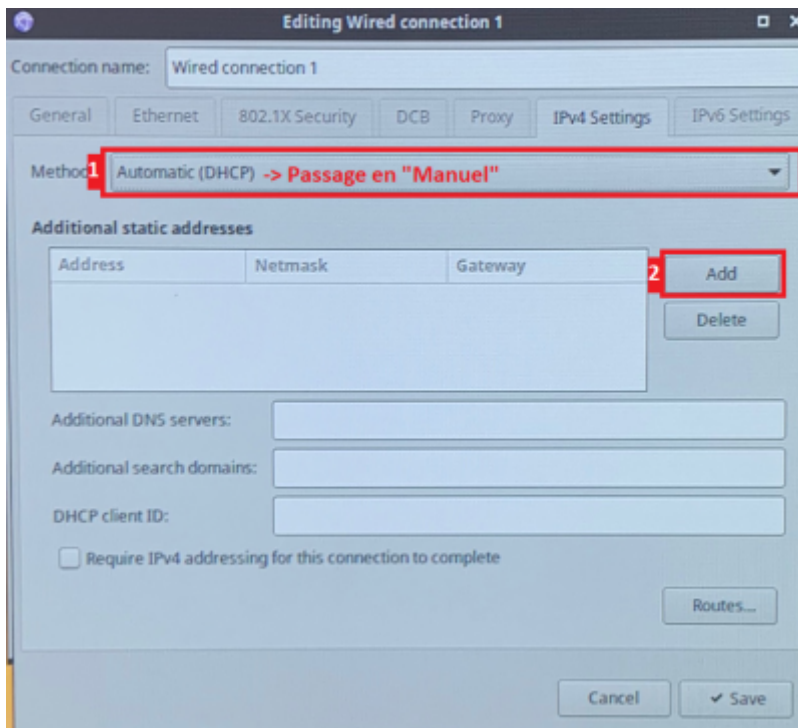 Editing Wired connection 1
Connection name: Wired connection 1
General Ethernet 802.1X Security DCB Proxy IPv4 Settings IPv6 Settings
Method 1 Automatic (DHCP) -> Passage en "Manuel"
Additional static addresses
Address Netmask Gateway
2 Add
Delete
Additional DNS servers:
Additional search domains:
DHCP client ID:
Require IPv4 addressing for this connection to complete
Routes...
Cancel ✔ Save